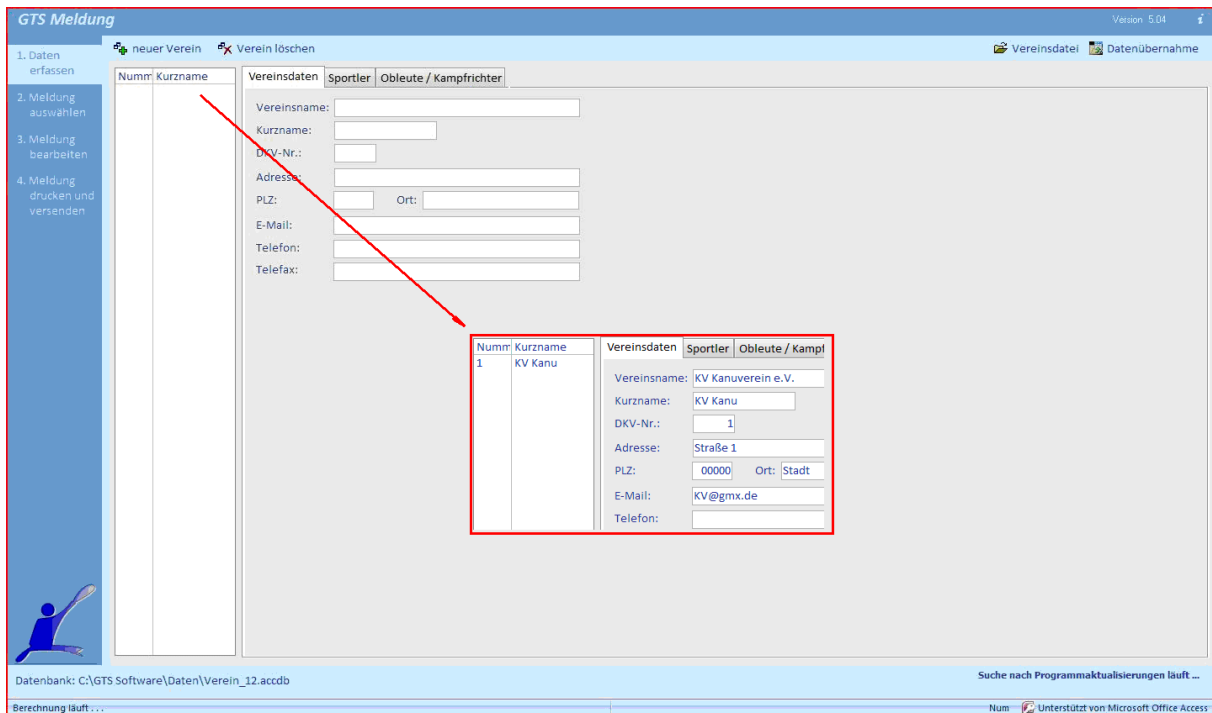 GTS Meldung
Version 5.04 i
neuer Verein Verein löschen Vereinsdatei Datenübernahme
1. Daten
erfassen
2. Meldung
auswählen
3. Meldung
bearbeiten
4. Meldung
drucken und
versenden
Numm Kurzname
Vereinsdaten Sportler Obleute / Kampfrichter
Vereinsname:
Kurzname:
DKV-Nr.:
Adresse:
PLZ: Ort:
E-Mail:
Telefon:
Telefax:
Numm Kurzname
1 KV Kanu
Vereinsdaten Sportler Obleute / Kampf
Vereinsname: KV Kanuverein e.V.
Kurzname: KV Kanu
DKV-Nr.: 1
Adresse: Straße 1
PLZ: 00000 Ort: Stadt
E-Mail: KV@gmx.de
Telefon:
Datenbank: C:\GTS Software\Daten\Verein_12.accdb
Suche nach Programmaktualisierungen läuft ...
Berechnung läuft . . .
Num Unterstützt von Microsoft Office Access